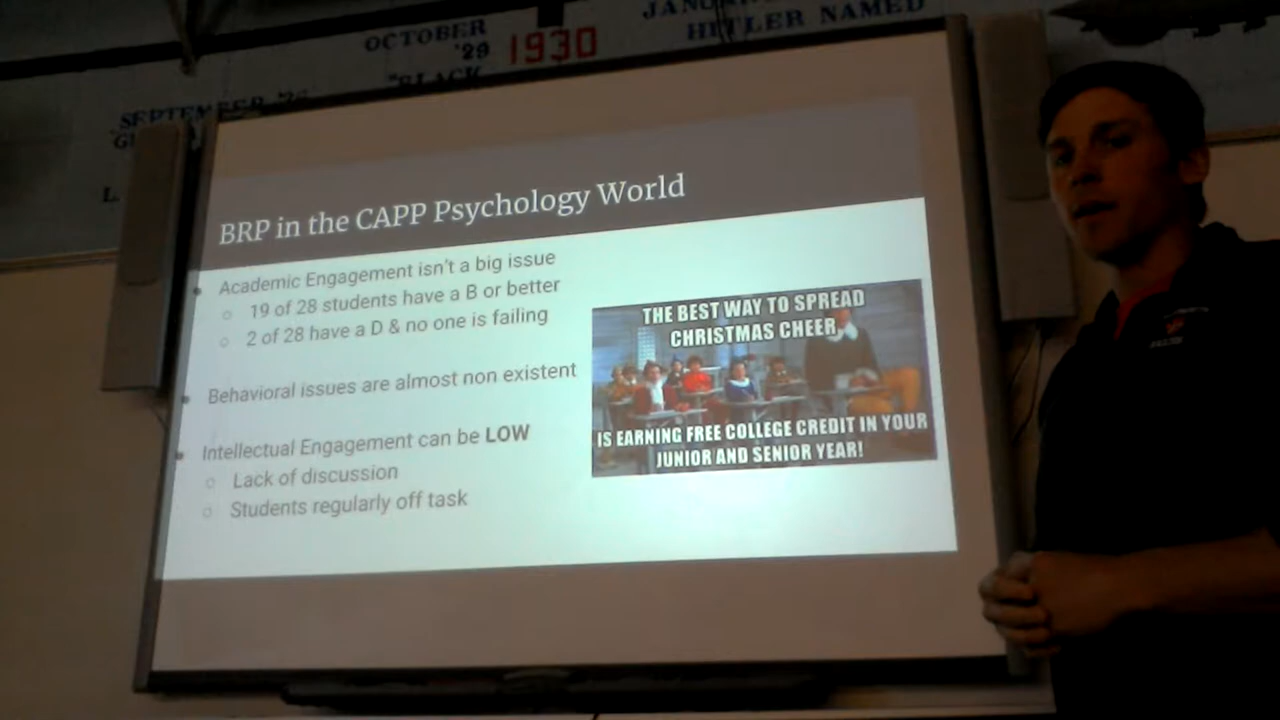 OCTOBER
'29
"BLACK
1930
HITLER NAMED
BRP in the CAPP Psychology World
Academic Engagement isn't a big issue
19 of 28 students have a B or better
2 of 28 have a D & no one is failing
Behavioral issues are almost non existent
Intellectual Engagement can be LOW
Lack of discussion
Students regularly off task
THE BEST WAY TO SPREAD
CHRISTMAS CHEER
IS EARNING FREE COLLEGE CREDIT IN YOUR
JUNIOR AND SENIOR YEAR!